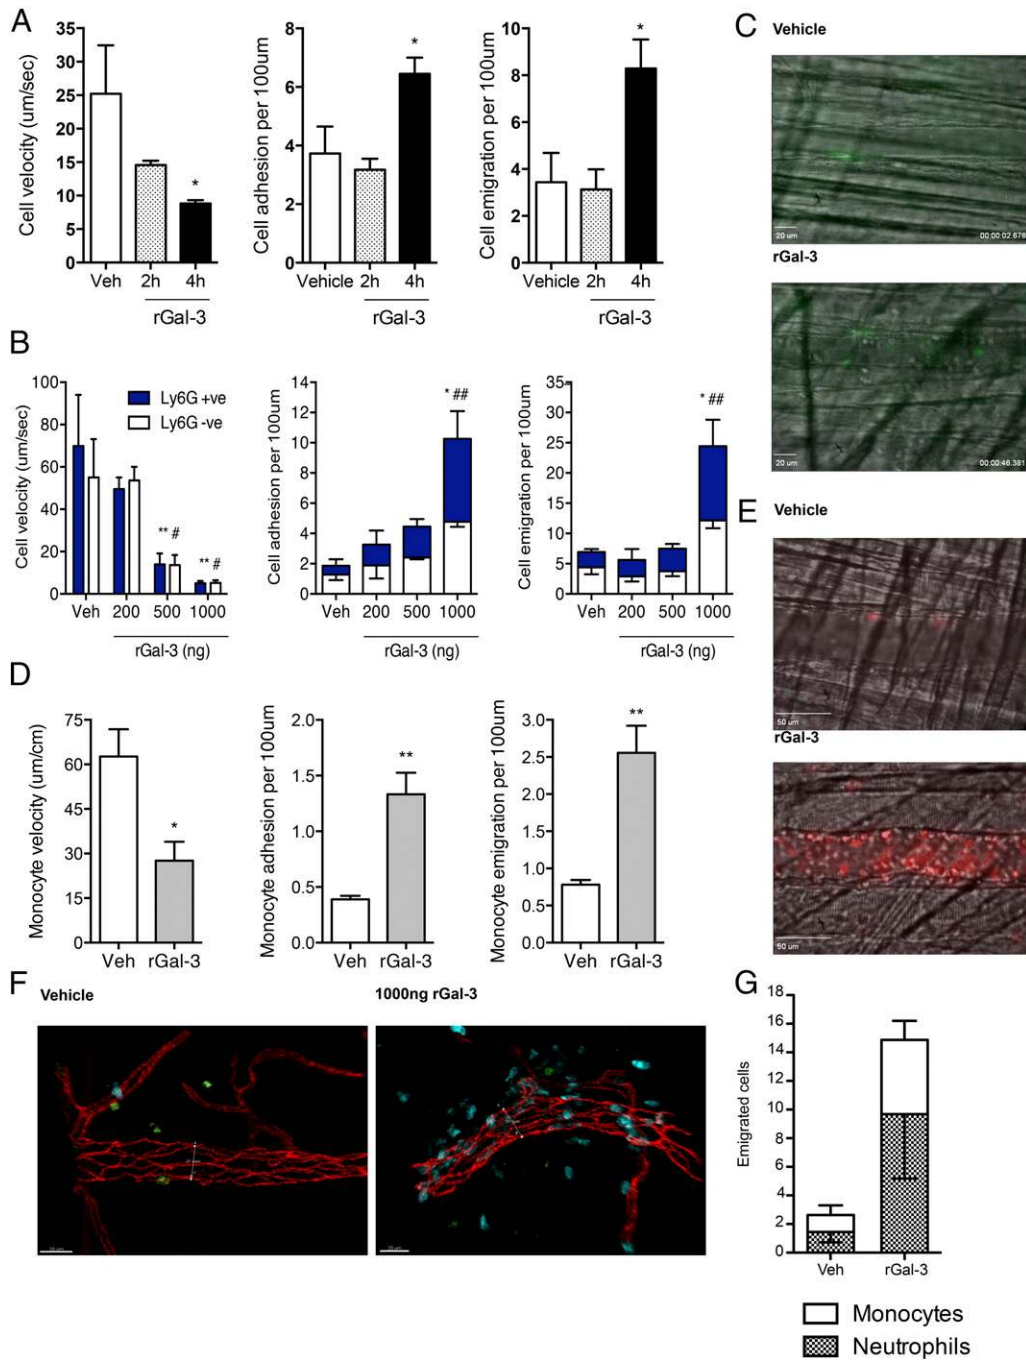 A
Cell velocity (um/sec)
35
30
25
20
15
10
5
0
*
Veh 2h 4h
rGal-3
Cell adhesion per 100um
8
6
4
2
0
*
Vehicle 2h 4h
rGal-3
Cell emigration per 100um
10
8
6
4
2
0
*
Vehicle 2h 4h
rGal-3
B
Cell velocity (um/sec)
100
80
60
40
20
0
Ly6G +ve
Ly6G -ve
** #
** #
Veh 200 500 1000
rGal-3 (ng)
Cell adhesion per 100um
14
12
10
8
6
4
2
0
* ##
Veh 200 500 1000
rGal-3 (ng)
Cell emigration per 100um
35
30
25
20
15
10
5
0
* ##
Veh 200 500 1000
rGal-3 (ng)
C
Vehicle
20 um 00:00:02.676
rGal-3
20 um 00:00:46.381
D
Monocyte velocity (um/cm)
75
60
45
30
15
0
*
Veh rGal-3
Monocyte adhesion per 100um
2.0
1.5
1.0
0.5
0.0
**
Veh rGal-3
Monocyte emigration per 100um
3.0
2.5
2.0
1.5
1.0
0.5
0.0
**
Veh rGal-3
E
Vehicle
50 um
rGal-3
50 um
F
Vehicle
1000ng rGal-3
G
Emigrated cells
18
16
14
12
10
8
6
4
2
0
Veh rGal-3
Monocytes
Neutrophils